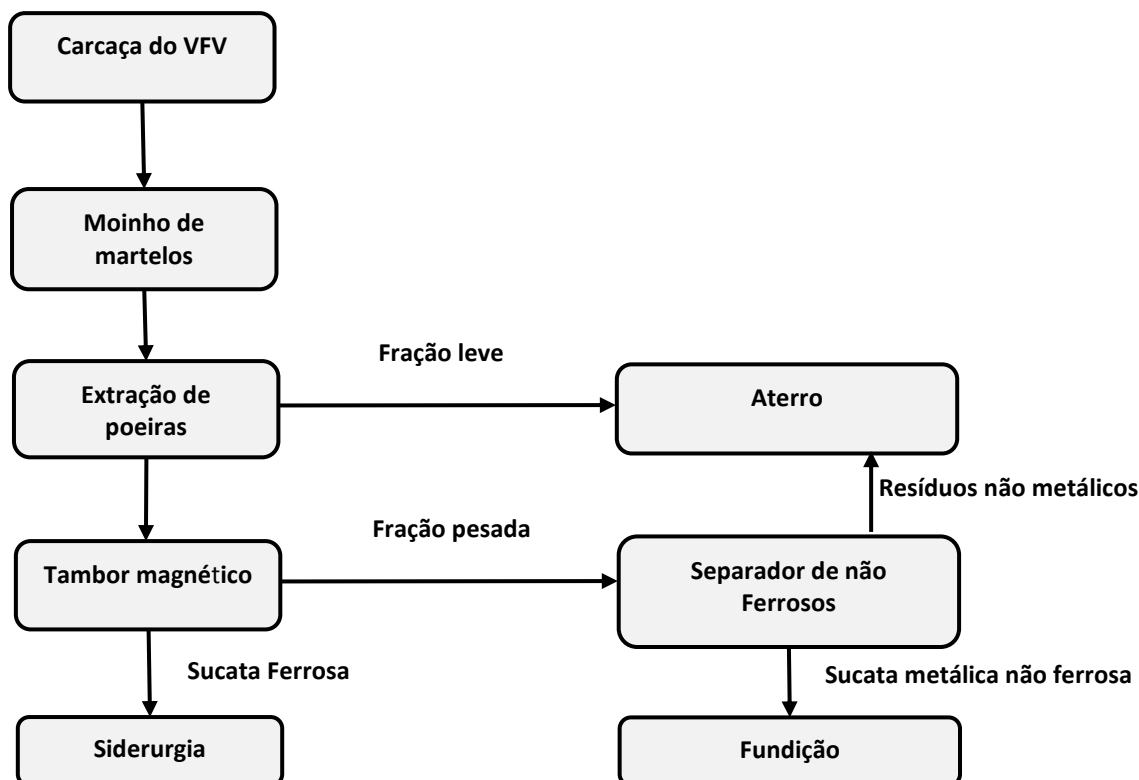 Carcaça do VFV
Moinho de
martelos
Fração leve
Extração de
poeiras
Aterro
Resíduos não metálicos
Fração pesada
Tambor magnético
Separador de não
Ferrosos
Sucata Ferrosa
Sucata metálica não ferrosa
Siderurgia
Fundição